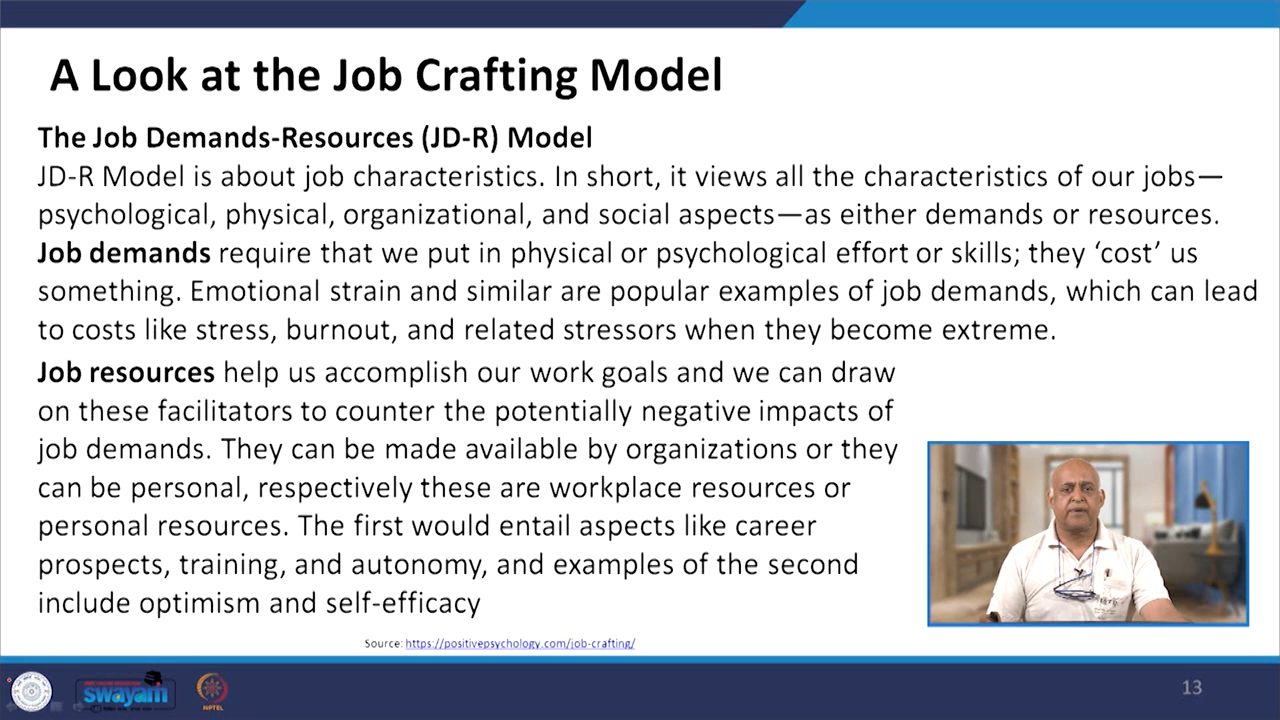 A Look at the Job Crafting Model
The Job Demands-Resources (JD-R) Model
JD-R Model is about job characteristics. In short, it views all the characteristics of our jobs—
psychological, physical, organizational, and social aspects—as either demands or resources.
Job demands require that we put in physical or psychological effort or skills; they ‘cost’ us
something. Emotional strain and similar are popular examples of job demands, which can lead
to costs like stress, burnout, and related stressors when they become extreme.
Job resources help us accomplish our work goals and we can draw
on these facilitators to counter the potentially negative impacts of
job demands. They can be made available by organizations or they
can be personal, respectively these are workplace resources or
personal resources. The first would entail aspects like career
prospects, training, and autonomy, and examples of the second
include optimism and self-efficacy
Source: https://positivepsychology.com/job-crafting/
swayam
NPTEL
13